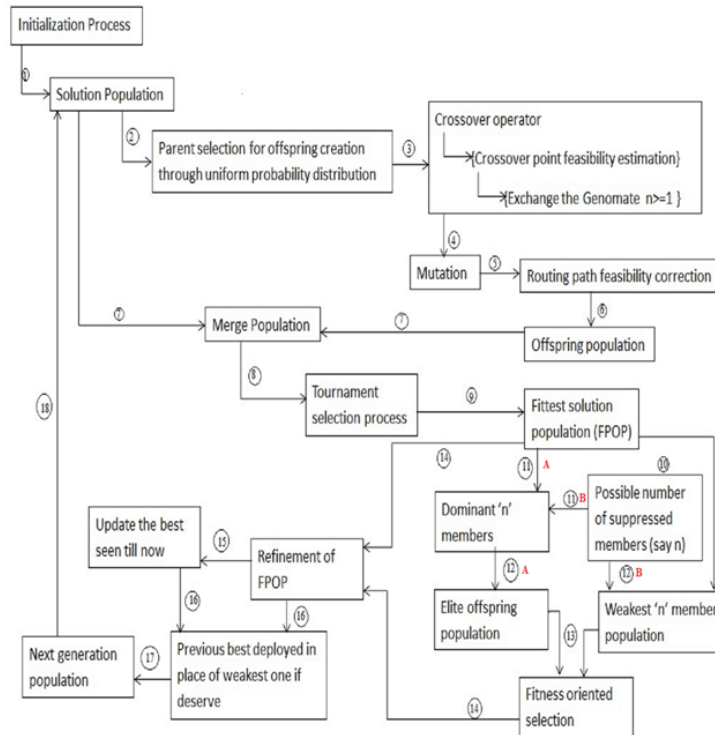 Initialization Process
①
Solution Population
②
Parent selection for offspring creation
through uniform probability distribution
③
Crossover operator
{Crossover point feasibility estimation}
{Exchange the Genomate n>=1 }
④
Mutation
⑤
Routing path feasibility correction
⑥
Offspring population
⑦
⑦
Merge Population
⑧
Tournament
selection process
⑨
Fittest solution
population (FPOP)
⑩
⑪ A
⑭
Possible number
of suppressed
members (say n)
⑪ B
Dominant 'n'
members
⑫ A
⑫ B
Elite offspring
population
Weakest 'n' member
population
⑬
Fitness oriented
selection
⑭
Refinement of
FPOP
⑮
Update the best
seen till now
⑯
⑯
Previous best deployed in
place of weakest one if
deserve
⑰
Next generation
population
⑱